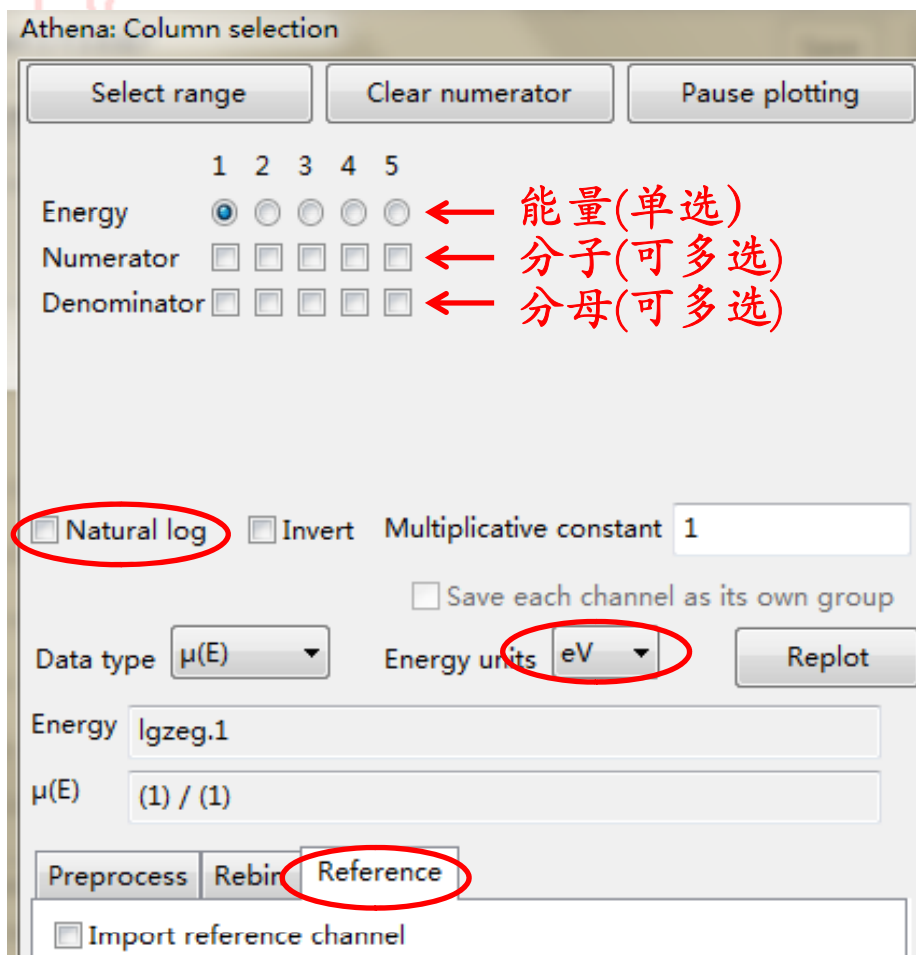 Athena: Column selection
Select range Clear numerator Pause plotting
1 2 3 4 5
Energy 能量(单选)
Numerator 分子(可多选)
Denominator 分母(可多选)
Natural log Invert Multiplicative constant 1
Save each channel as its own group
Data type μ(E) Energy units eV Replot
Energy lgzeg.1
μ(E) (1) / (1)
Preprocess Rebin Reference
Import reference channel